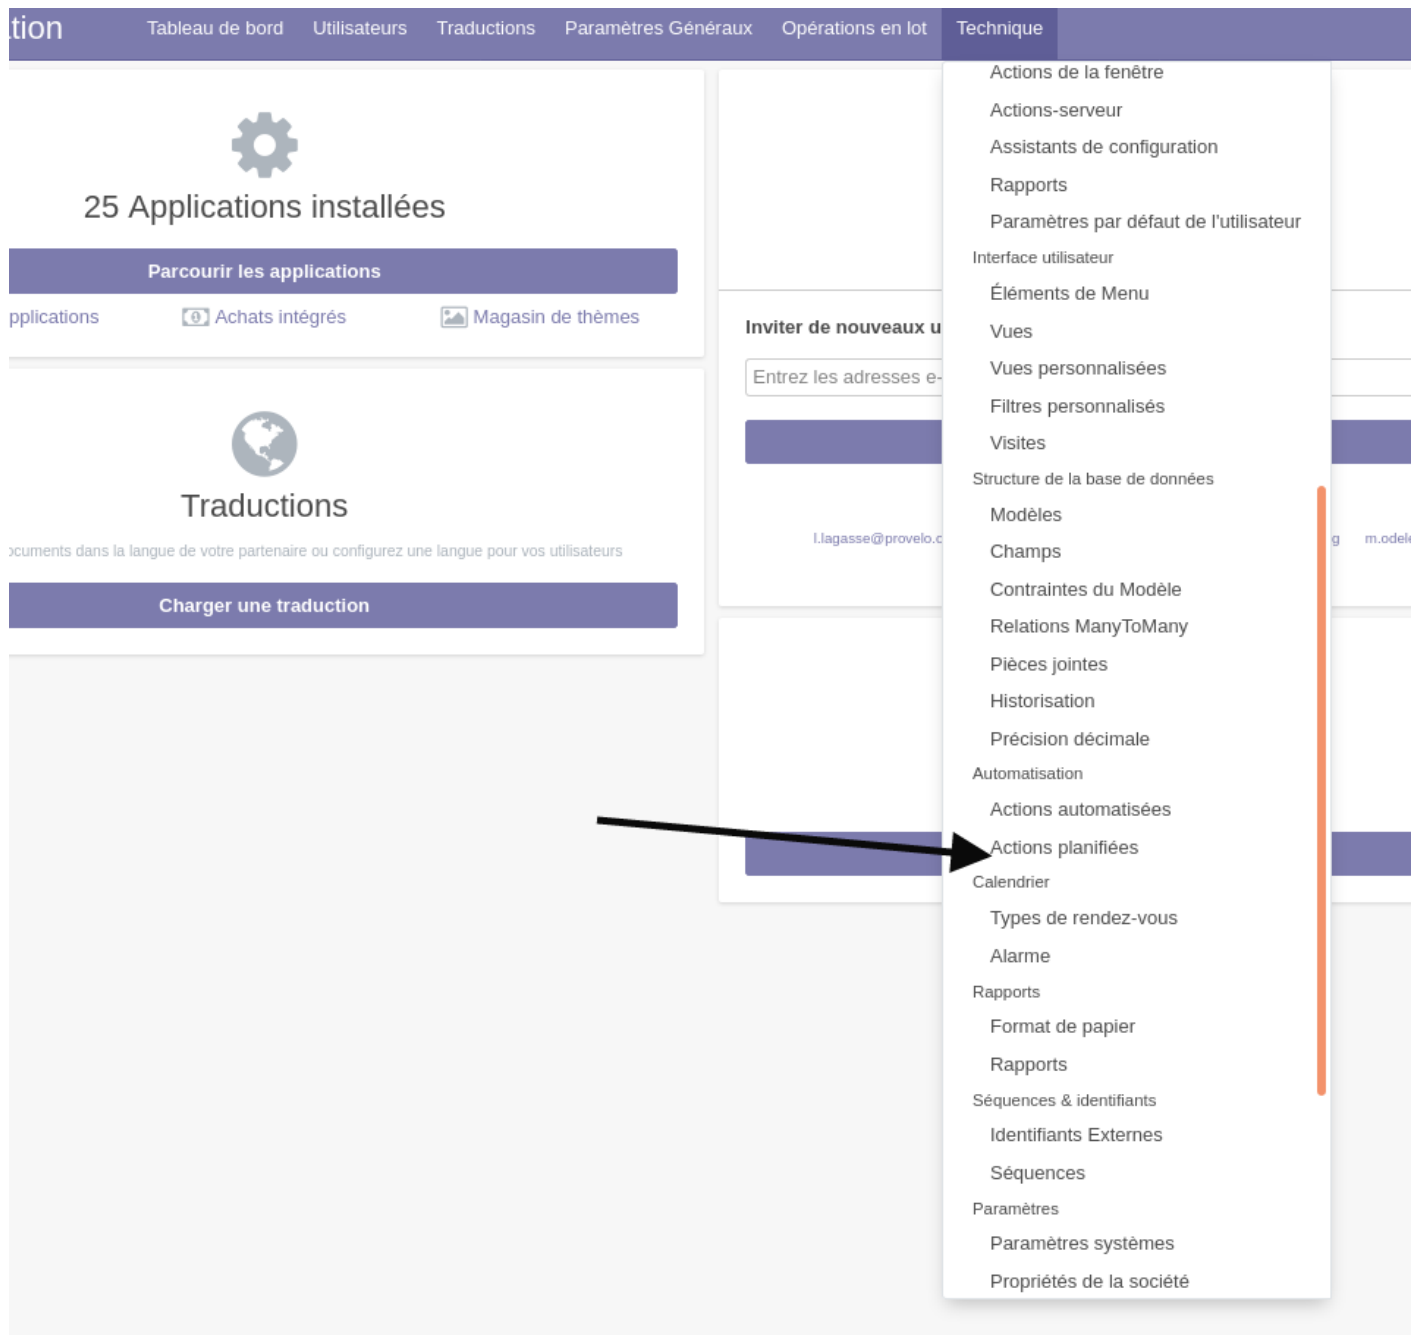 tion
Tableau de bord Utilisateurs Traductions Paramètres Généraux Opérations en lot Technique
25 Applications installées
Parcourir les applications
pplications Achats intégrés Magasin de thèmes
Traductions
ocuments dans la langue de votre partenaire ou configurez une langue pour vos utilisateurs
Charger une traduction
Inviter de nouveaux u
Entrez les adresses e-
l.lagasse@provelo.c
g m.odele
Actions de la fenêtre
Actions-serveur
Assistants de configuration
Rapports
Paramètres par défaut de l'utilisateur
Interface utilisateur
Éléments de Menu
Vues
Vues personnalisées
Filtres personnalisés
Visites
Structure de la base de données
Modèles
Champs
Contraintes du Modèle
Relations ManyToMany
Pièces jointes
Historisation
Précision décimale
Automatisation
Actions automatisées
Actions planifiées
Calendrier
Types de rendez-vous
Alarme
Rapports
Format de papier
Rapports
Séquences & identifiants
Identifiants Externes
Séquences
Paramètres
Paramètres systèmes
Propriétés de la société